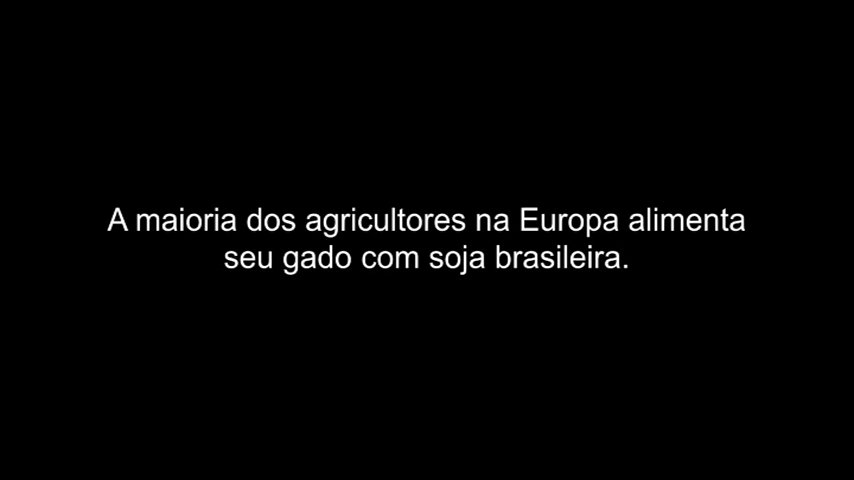 A maioria dos agricultores na Europa alimenta
seu gado com soja brasileira.